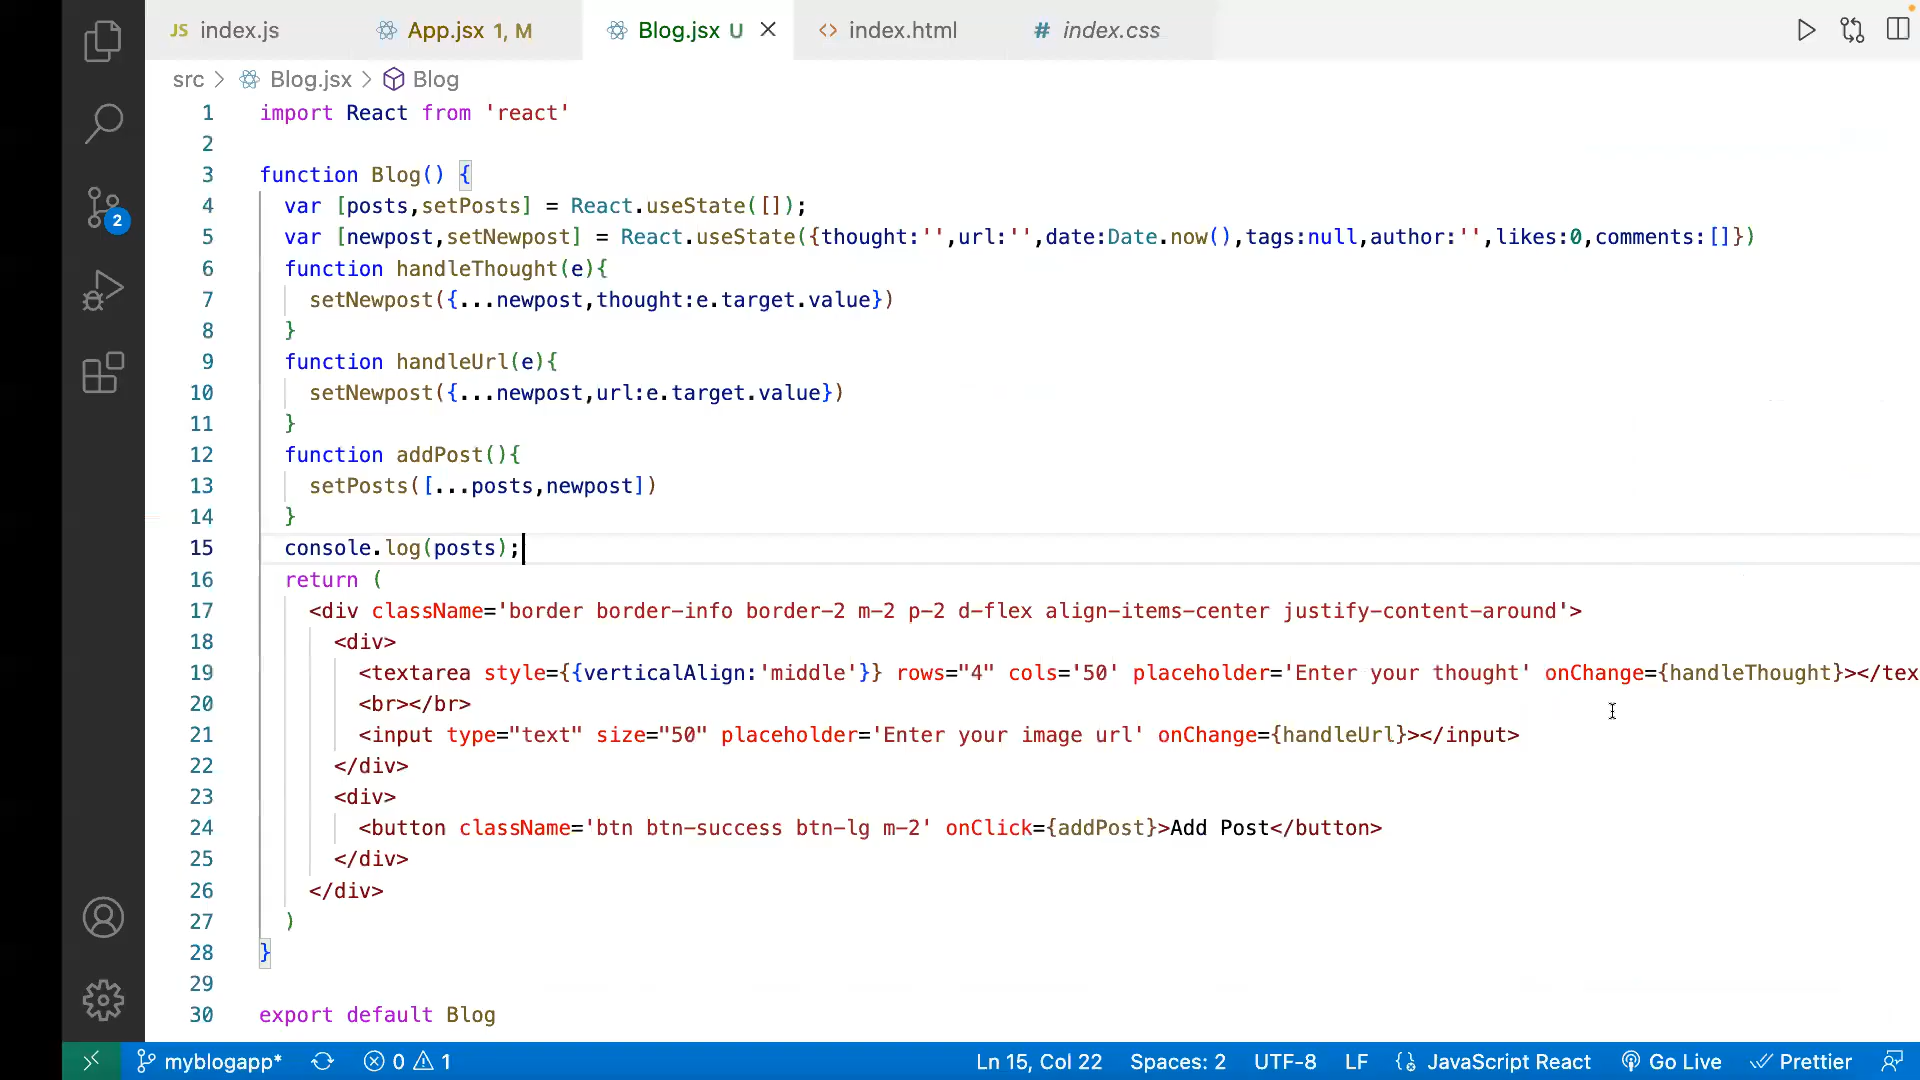 JS index.js App.jsx 1, M Blog.jsx U <> index.html # index.css
src > Blog.jsx > Blog
1 import React from 'react'
2
3 function Blog() {
4 var [posts,setPosts] = React.useState([]);
5 var [newpost,setNewpost] = React.useState({thought:'',url:'',date:Date.now(),tags:null,author:'',likes:0,comments:[]})
6 function handleThought(e){
7 setNewpost({...newpost,thought:e.target.value})
8 }
9 function handleUrl(e){
10 setNewpost({...newpost,url:e.target.value})
11 }
12 function addPost(){
13 setPosts([...posts,newpost])
14 }
15 console.log(posts);
16 return (
17 <div className='border border-info border-2 m-2 p-2 d-flex align-items-center justify-content-around'>
18 <div>
19 <textarea style={{verticalAlign:'middle'}} rows="4" cols='50' placeholder='Enter your thought' onChange={handleThought}></tex
20 <br></br>
21 <input type="text" size="50" placeholder='Enter your image url' onChange={handleUrl}></input>
22 </div>
23 <div>
24 <button className='btn btn-success btn-lg m-2' onClick={addPost}>Add Post</button>
25 </div>
26 </div>
27 )
28 }
29
30 export default Blog
2
myblogapp* 0 1 Ln 15, Col 22 Spaces: 2 UTF-8 LF JavaScript React Go Live Prettier